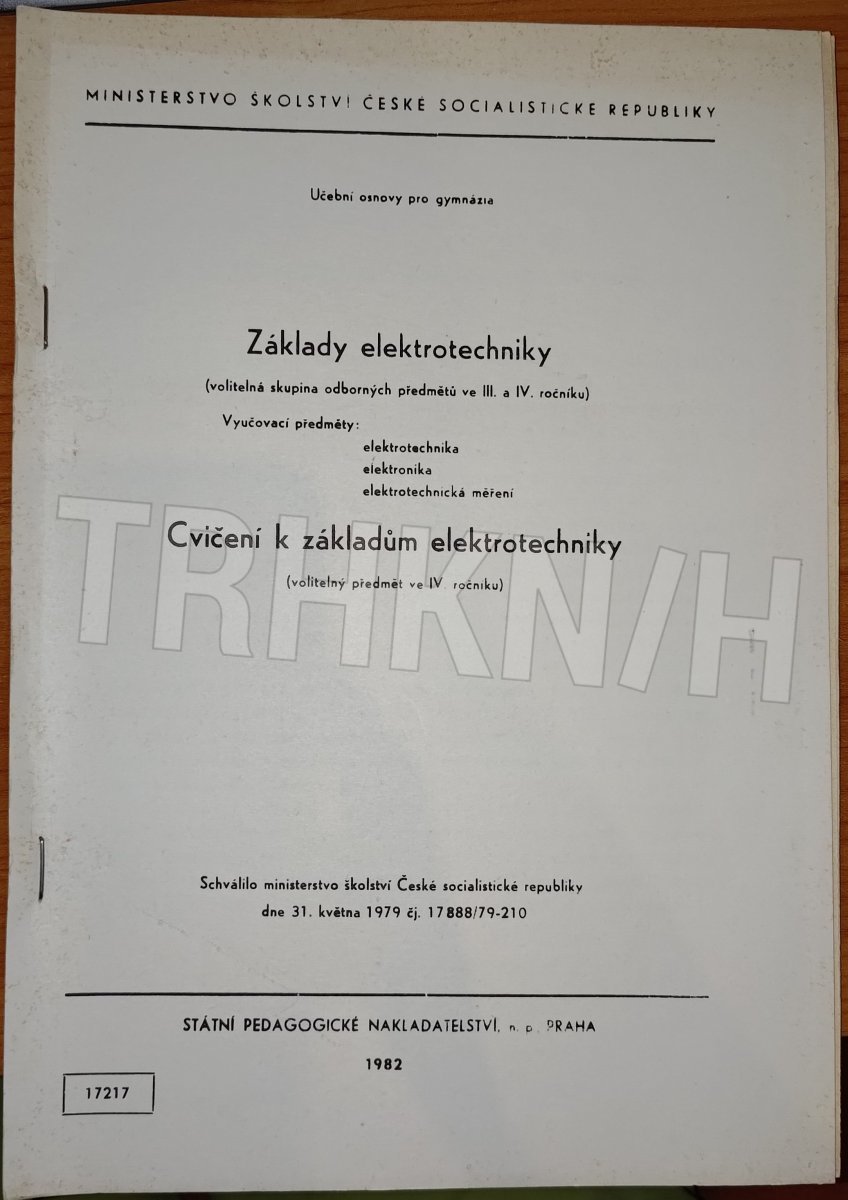 MINISTERSTVO ŠKOLSTVÍ ČESKÉ SOCIALISTICKÉ REPUBLIKY
Učební osnovy pro gymnázia
Základy elektrotechniky
(volitelná skupina odborných předmětů ve III. a IV. ročníku)
Vyučovací předměty:
elektrotechnika
elektronika
elektrotechnická měření
Cvičení k základům elektrotechniky
(volitelný předmět ve IV. ročníku)
TRHKN/H
Schválilo ministerstvo školství České socialistické republiky
dne 31. května 1979 čj. 17888/79-210
STÁTNÍ PEDAGOGICKÉ NAKLADATELSTVÍ, n. p. PRAHA
1982
17217